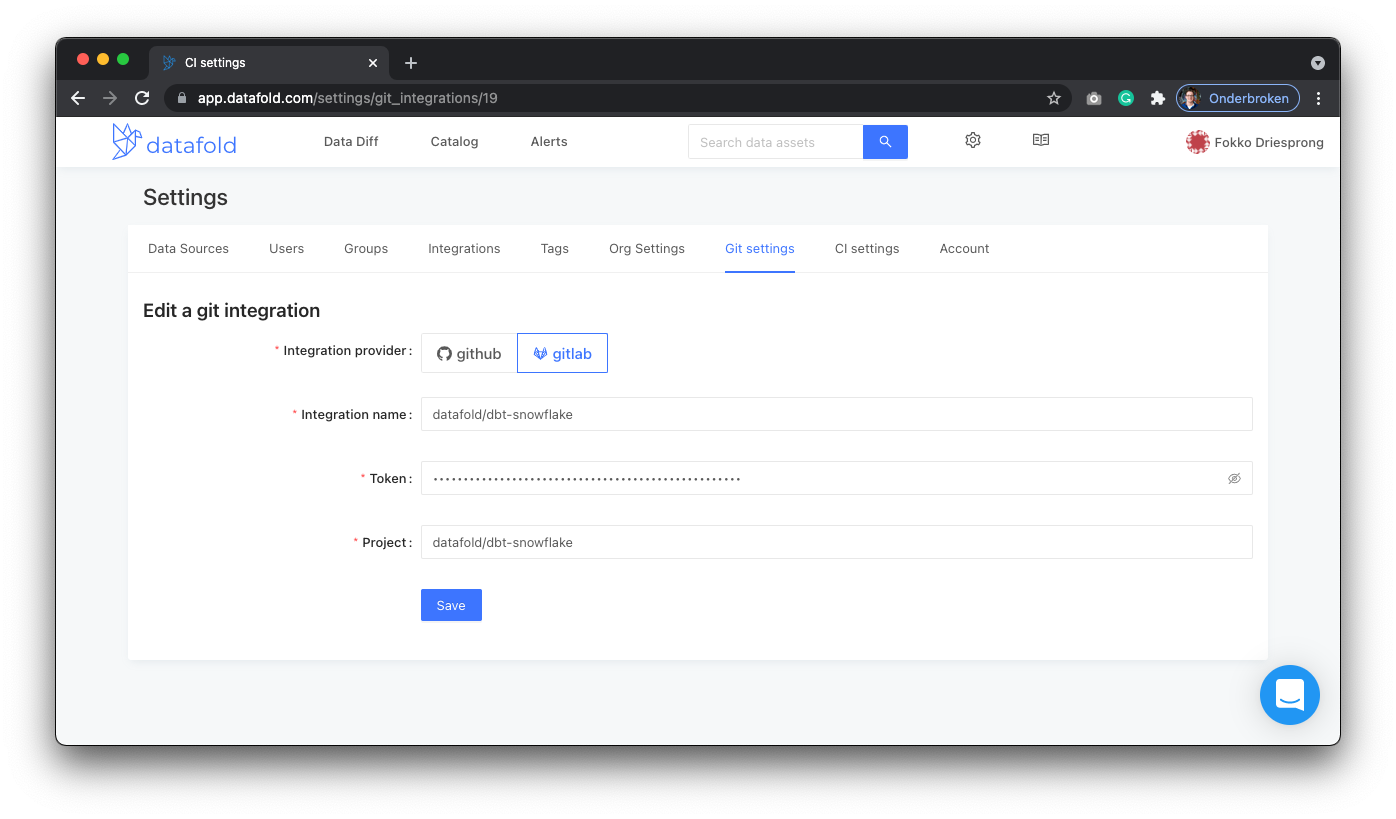 CI settings
app.datafold.com/settings/git_integrations/19
Onderbroken
datafold
Data Diff
Catalog
Alerts
Search data assets
Fokko Driesprong
Settings
Data Sources
Users
Groups
Integrations
Tags
Org Settings
Git settings
CI settings
Account
Edit a git integration
* Integration provider :
github
gitlab
* Integration name :
datafold/dbt-snowflake
* Token :
* Project :
datafold/dbt-snowflake
Save